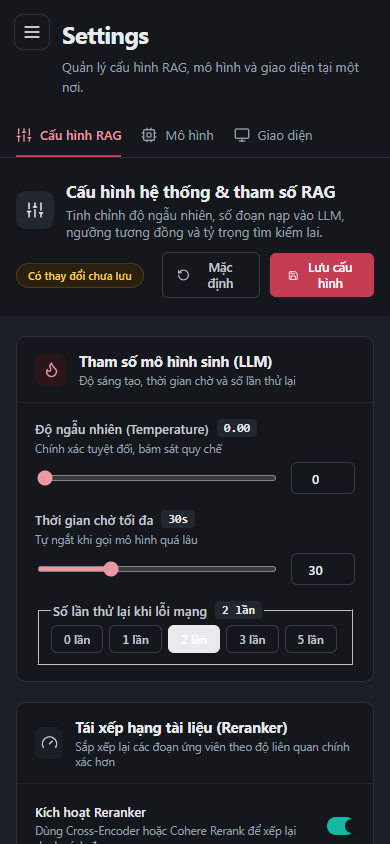 Settings
Quản lý cấu hình RAG, mô hình và giao diện tại một
nơi.
Cấu hình RAG
Mô hình
Giao diện
Cấu hình hệ thống & tham số RAG
Tinh chỉnh độ ngẫu nhiên, số đoạn nạp vào LLM,
ngưỡng tương đồng và tỷ trọng tìm kiếm lai.
Có thay đổi chưa lưu
Mặc
định
Lưu cấu
hình
Tham số mô hình sinh (LLM)
Độ sáng tạo, thời gian chờ và số lần thử lại
Độ ngẫu nhiên (Temperature) 0.00
Chính xác tuyệt đối, bám sát quy chế
0
Thời gian chờ tối đa 30s
Tự ngắt khi gọi mô hình quá lâu
30
Số lần thử lại khi lỗi mạng 2 lần
0 lần
1 lần
2 lần
3 lần
5 lần
Tái xếp hạng tài liệu (Reranker)
Sắp xếp lại các đoạn ứng viên theo độ liên quan chính
xác hơn
Kích hoạt Reranker
Dùng Cross-Encoder hoặc Cohere Rerank để xếp lại